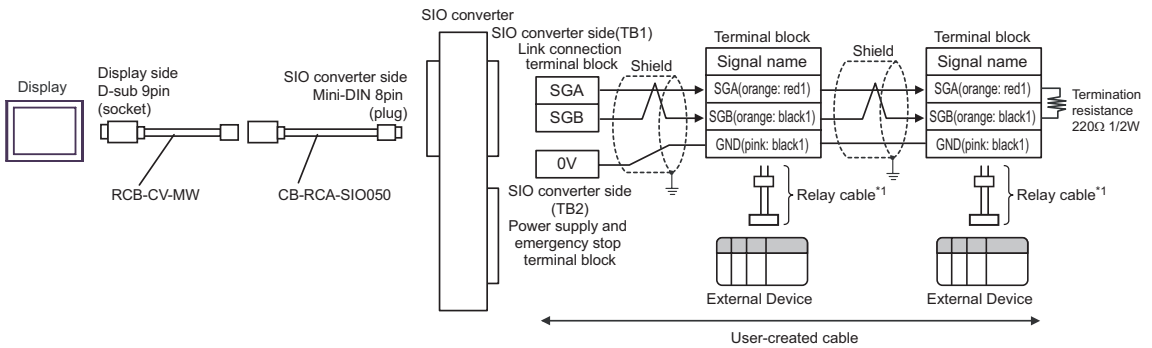 SIO converter
Display
Display side
D-sub 9pin
(socket)
RCB-CV-MW
SIO converter side
Mini-DIN 8pin
(plug)
CB-RCA-SIO050
SIO converter side(TB1)
Link connection
terminal block
SGA
SGB
0V
SIO converter side
(TB2)
Power supply and
emergency stop
terminal block
Shield
Terminal block
Signal name
SGA(orange: red1)
SGB(orange: black1)
GND(pink: black1)
Relay cable*1
External Device
Shield
Terminal block
Signal name
SGA(orange: red1)
SGB(orange: black1)
GND(pink: black1)
Termination
resistance
220Ω 1/2W
Relay cable*1
External Device
User-created cable